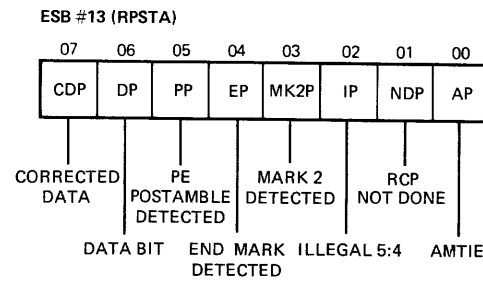 ESB #13 (RPSTA)
07 06 05 04 03 02 01 00
CDP DP PP EP MK2P IP NDP AP
CORRECTED DATA
PE POSTAMBLE DETECTED
MARK 2 DETECTED
RCP NOT DONE
DATA BIT
END MARK DETECTED
ILLEGAL 5:4
AMTIE